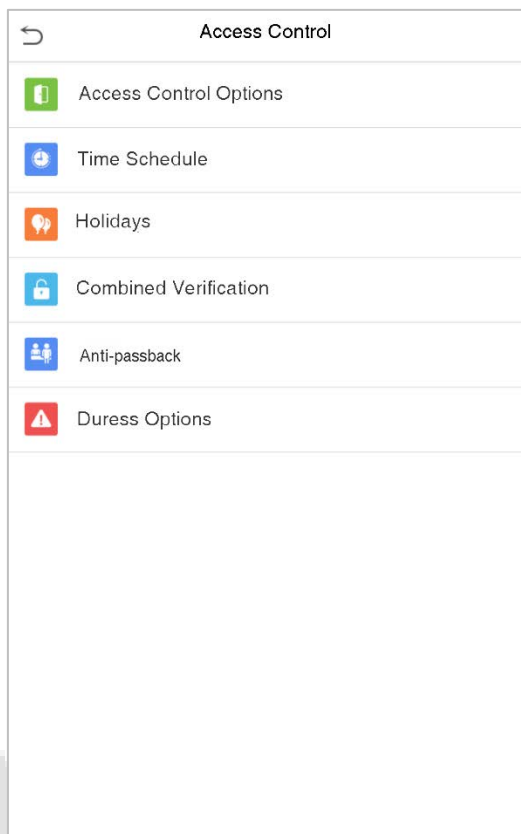 Access Control
Access Control Options
Time Schedule
Holidays
Combined Verification
Anti-passback
Duress Options